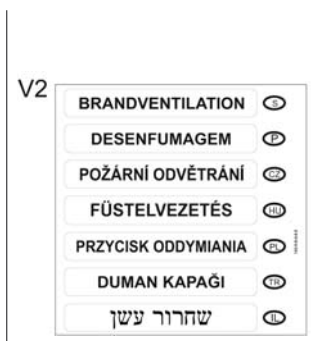 V2
BRANDVENTILATION S
DESENFUMAGEM P
POŽÁRNÍ ODVĚTRÁNÍ CZ
FÜSTELVEZETÉS HU
PRZYCISK ODDYMIANIA PL
DUMAN KAPAĞI TR
שחרור עשן IL